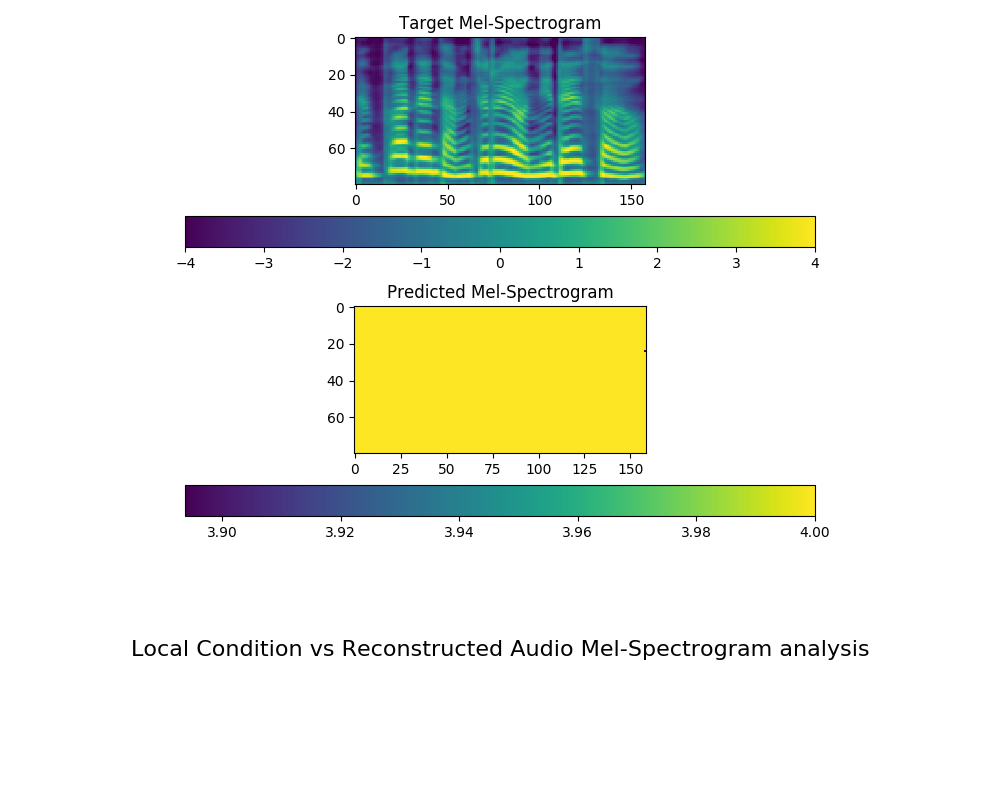 Target Mel-Spectrogram
0
20
40
60
0 50 100 150
−4 −3 −2 −1 0 1 2 3 4
Predicted Mel-Spectrogram
0
20
40
60
0 25 50 75 100 125 150
3.90 3.92 3.94 3.96 3.98 4.00
Local Condition vs Reconstructed Audio Mel-Spectrogram analysis